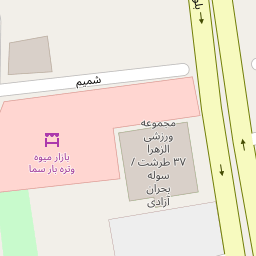 شمیم
مجموعه
ورزشی
الزهرا
۳۷ طرشت /
سوله
بحران
آزادی
بازار میوه
وتره بار سما